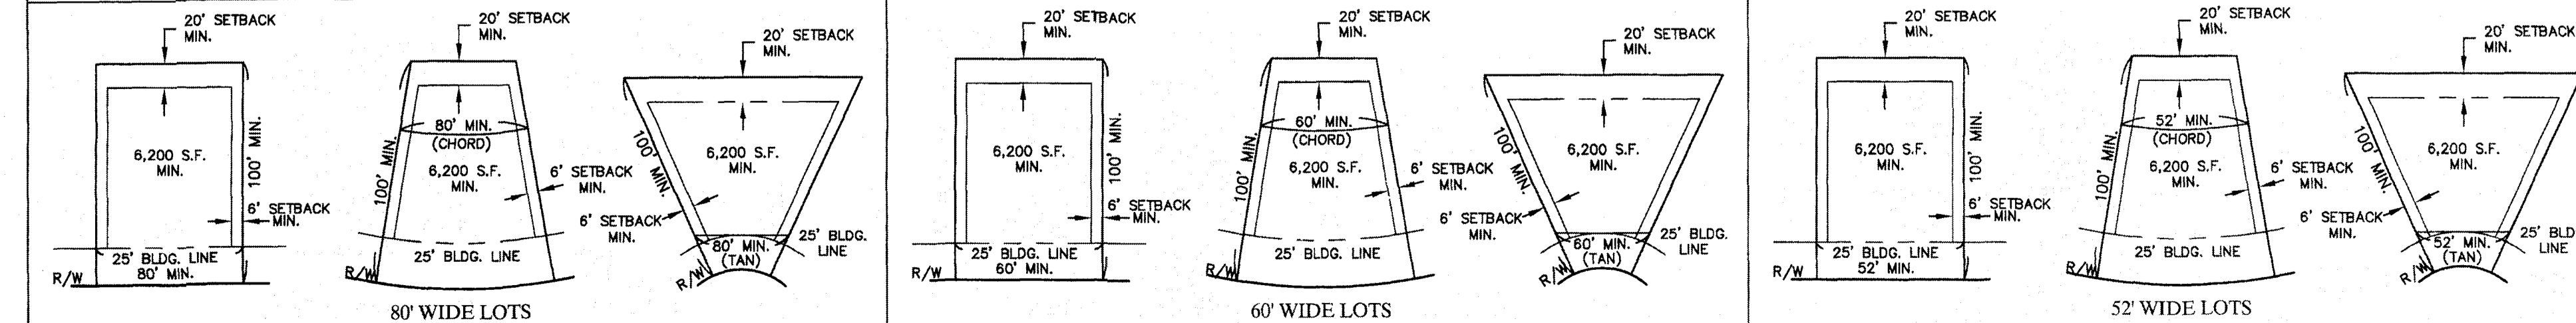 20' SETBACK
MIN.
6,200 S.F.
MIN.
100' MIN.
6' SETBACK
MIN.
25' BLDG. LINE
80' MIN.
R/W
20' SETBACK
MIN.
80' MIN.
(CHORD)
100' MIN.
6,200 S.F.
MIN.
6' SETBACK
MIN.
25' BLDG. LINE
R/W
20' SETBACK
MIN.
100' MIN.
6,200 S.F.
MIN.
6' SETBACK
MIN.
80' MIN.
(TAN)
25' BLDG.
LINE
R/W
80' WIDE LOTS
20' SETBACK
MIN.
6,200 S.F.
MIN.
100' MIN.
6' SETBACK
MIN.
25' BLDG. LINE
60' MIN.
R/W
20' SETBACK
MIN.
60' MIN.
(CHORD)
100' MIN.
6,200 S.F.
MIN.
6' SETBACK
MIN.
25' BLDG. LINE
R/W
20' SETBACK
MIN.
100' MIN.
6,200 S.F.
MIN.
6' SETBACK
MIN.
60' MIN.
(TAN)
25' BLDG.
LINE
R/W
60' WIDE LOTS
20' SETBACK
MIN.
6,200 S.F.
MIN.
100' MIN.
6' SETBACK
MIN.
25' BLDG. LINE
52' MIN.
R/W
20' SETBACK
MIN.
52' MIN.
(CHORD)
100' MIN.
6,200 S.F.
MIN.
6' SETBACK
MIN.
25' BLDG. LINE
R/W
20' SETBACK
MIN.
100' MIN.
6,200 S.F.
MIN.
6' SETBACK
MIN.
52' MIN.
(TAN)
25' BLD
LINE
R/W
52' WIDE LOTS